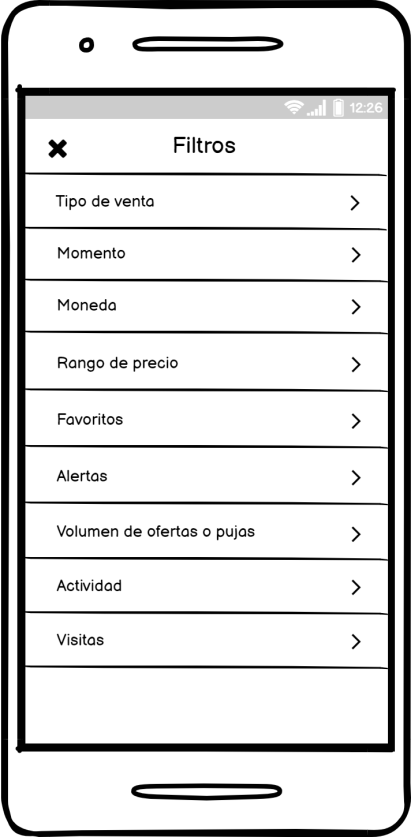 12:26
Filtros
Tipo de venta
Momento
Moneda
Rango de precio
Favoritos
Alertas
Volumen de ofertas o pujas
Actividad
Visitas